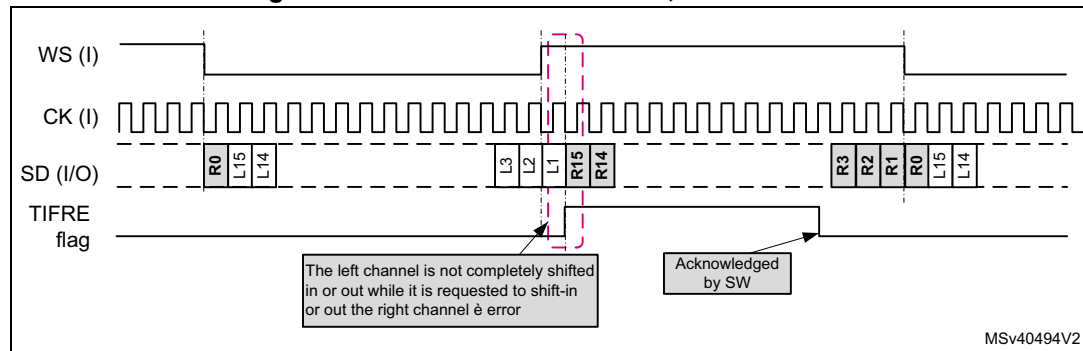 WS (I)
CK (I)
SD (I/O)
R0 L15 L14 L3 L2 L1 R15 R14 R3 R2 R1 R0 L15 L14
TIFRE
flag
The left channel is not completely shifted
in or out while it is requested to shift-in
or out the right channel è error
Acknowledged
by SW
MSv40494V2